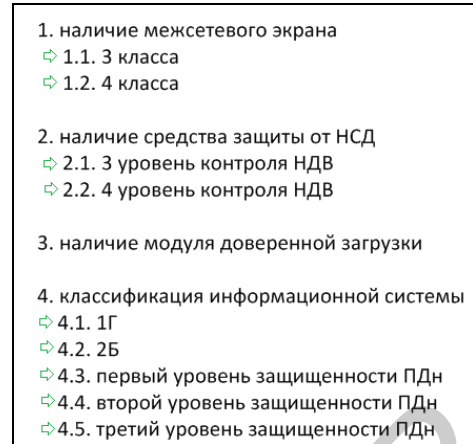 1. наличие межсетевого экрана
⇨ 1.1. 3 класса
⇨ 1.2. 4 класса
2. наличие средства защиты от НСД
⇨ 2.1. 3 уровень контроля НДВ
⇨ 2.2. 4 уровень контроля НДВ
3. наличие модуля доверенной загрузки
4. классификация информационной системы
⇨ 4.1. 1Г
⇨ 4.2. 2Б
⇨ 4.3. первый уровень защищенности ПДн
⇨ 4.4. второй уровень защищенности ПДн
⇨ 4.5. третий уровень защищенности ПДн